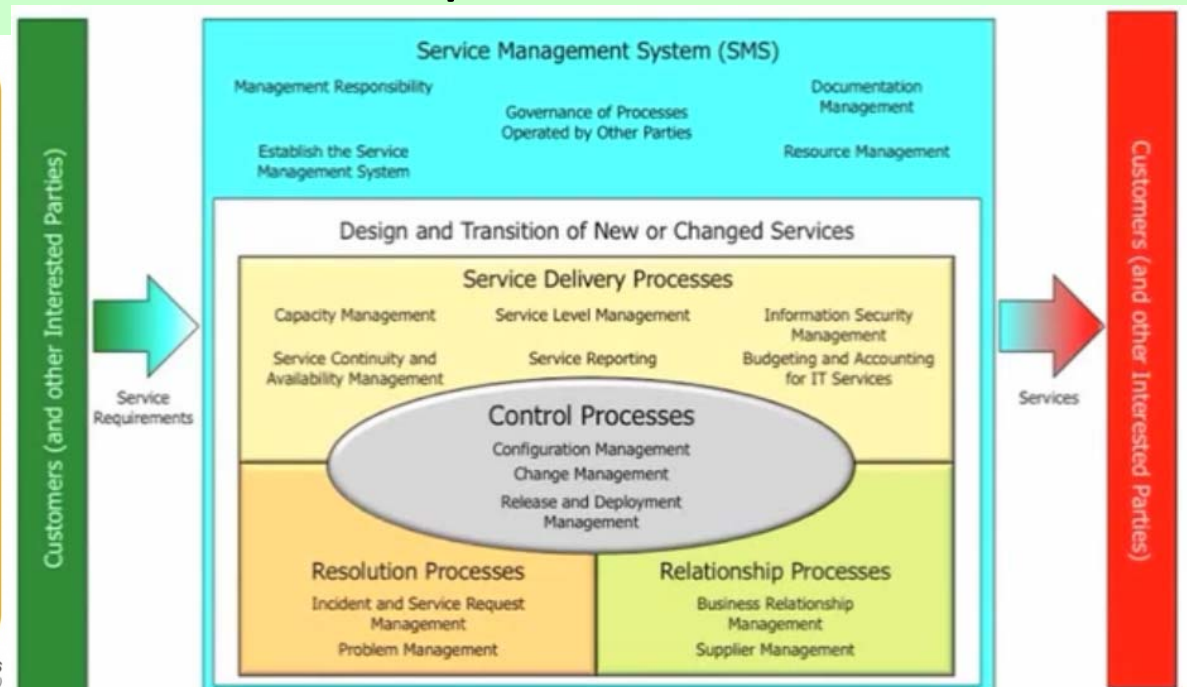 Service Management System (SMS)
Management Responsibility
Governance of Processes
Operated by Other Parties
Documentation
Management
Establish the Service
Management System
Resource Management
Design and Transition of New or Changed Services
Service Delivery Processes
Capacity Management
Service Level Management
Information Security
Management
Service Continuity and
Availability Management
Service Reporting
Budgeting and Accounting
for IT Services
Control Processes
Configuration Management
Change Management
Release and Deployment
Management
Resolution Processes
Incident and Service Request
Management
Problem Management
Relationship Processes
Business Relationship
Management
Supplier Management
Customers (and other Interested Parties)
Service
Requirements
Services
Customers (and other Interested Parties)